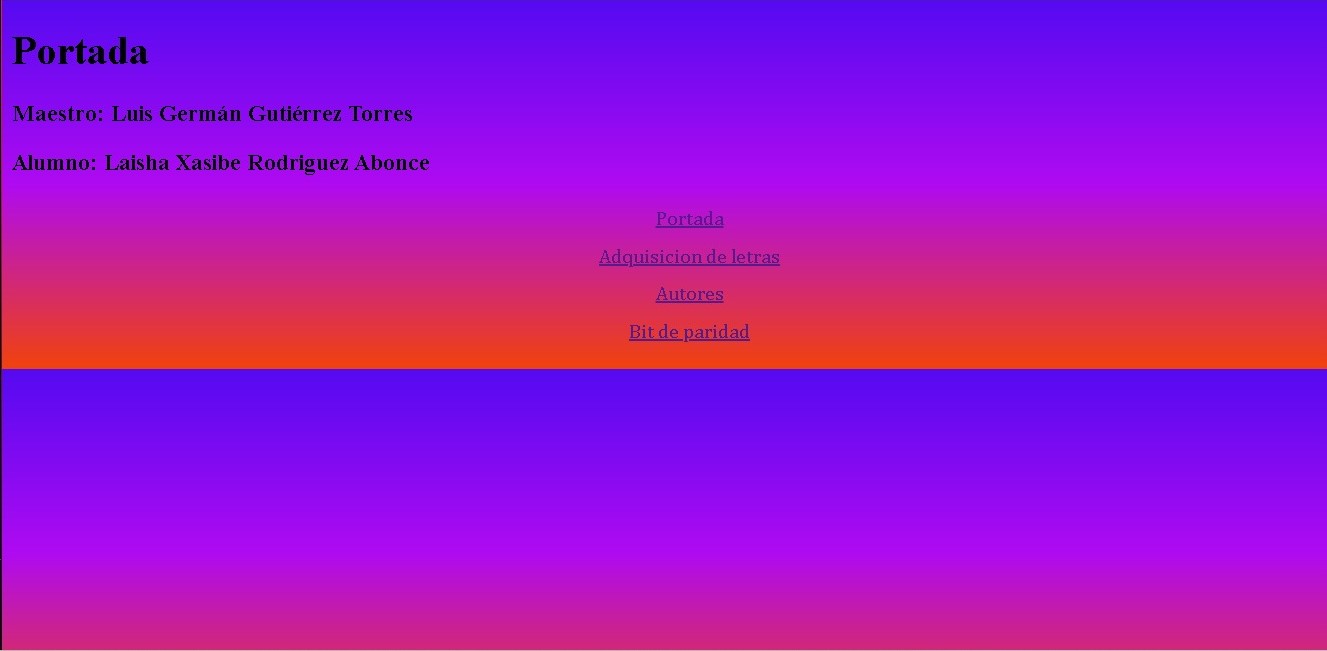 Portada
Maestro: Luis Germán Gutiérrez Torres
Alumno: Laisha Xasibe Rodriguez Abonce
Portada
Adquisicion de letras
Autores
Bit de paridad